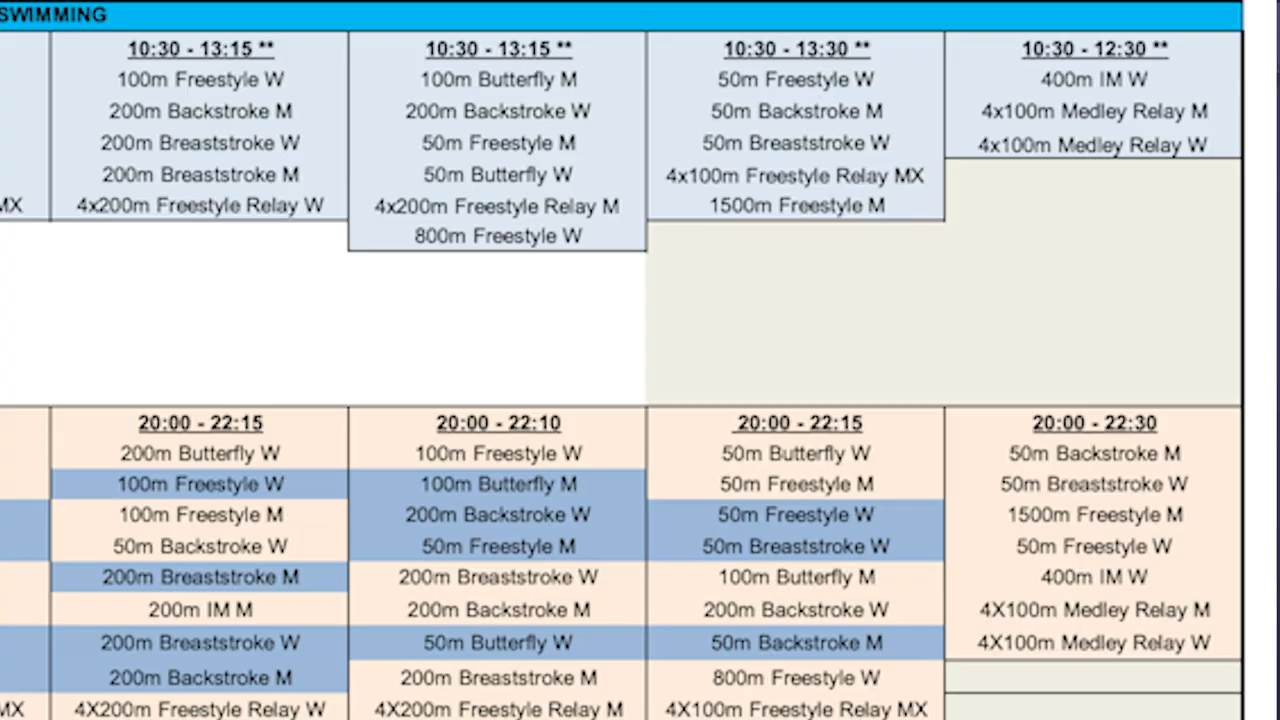 SWIMMING
10:30 - 13:15 **
100m Freestyle W
200m Backstroke M
200m Breaststroke W
200m Breaststroke M
4x200m Freestyle Relay W
10:30 - 13:15 **
100m Butterfly M
200m Backstroke W
50m Freestyle M
50m Butterfly W
4x200m Freestyle Relay M
800m Freestyle W
10:30 - 13:30 **
50m Freestyle W
50m Backstroke M
50m Breaststroke W
4x100m Freestyle Relay MX
1500m Freestyle M
10:30 - 12:30 **
400m IM W
4x100m Medley Relay M
4x100m Medley Relay W
MX
20:00 - 22:15
200m Butterfly W
100m Freestyle W
100m Freestyle M
50m Backstroke W
200m Breaststroke M
200m IM M
200m Breaststroke W
200m Backstroke M
4X200m Freestyle Relay W
20:00 - 22:10
100m Freestyle W
100m Butterfly M
200m Backstroke W
50m Freestyle M
200m Breaststroke W
200m Backstroke M
50m Butterfly W
200m Breaststroke M
4X200m Freestyle Relay M
20:00 - 22:15
50m Butterfly W
50m Freestyle M
50m Freestyle W
50m Breaststroke W
100m Butterfly M
200m Backstroke W
50m Backstroke M
800m Freestyle W
4X100m Freestyle Relay MX
20:00 - 22:30
50m Backstroke M
50m Breaststroke W
1500m Freestyle M
50m Freestyle W
400m IM W
4X100m Medley Relay M
4X100m Medley Relay W
MX